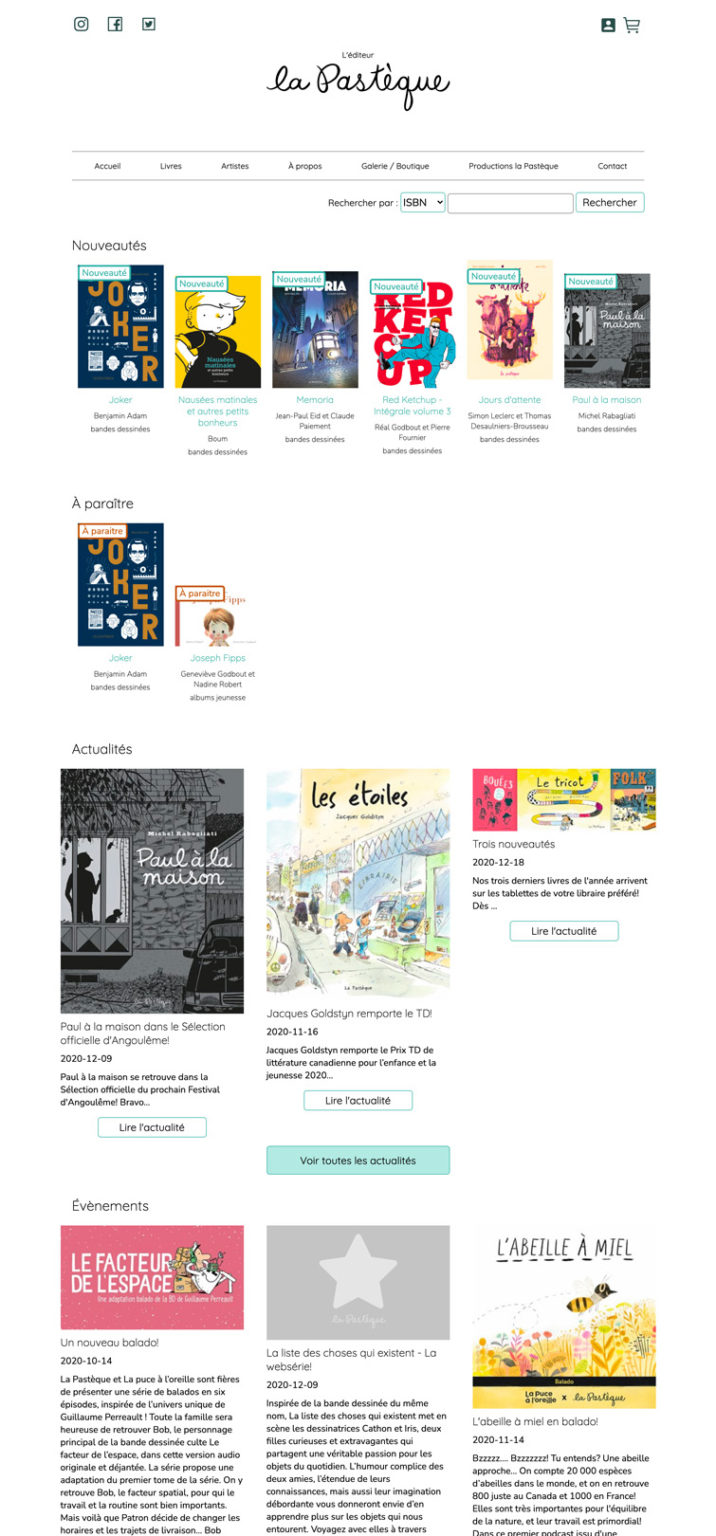 L'éditeur
la Pastèque
Accueil
Livres
Artistes
À propos
Galerie / Boutique
Productions la Pastèque
Contact
Rechercher par :
ISBN
Rechercher
Nouveautés
Nouveauté
JOKER
Nouveauté
Nausées
matinales
et autres petits
bonheurs
Nouveauté
MEMORIA
Nouveauté
RED
KET
CUP
Nouveauté
d'attente
Nouveauté
Michel Rabagliati
Paul à la
maison
Joker
Benjamin Adam
bandes dessinées
Nausées matinales
et autres petits
bonheurs
Boum
bandes dessinées
Memoria
Jean-Paul Eid et Claude
Paiement
bandes dessinées
Red Ketchup -
Intégrale volume 3
Réal Godbout et Pierre
Fournier
bandes dessinées
Jours d'attente
Simon Leclerc et Thomas
Desaulniers-Brousseau
bandes dessinées
Paul à la maison
Michel Rabagliati
bandes dessinées
À paraître
À paraitre
JOKER
À paraitre
Joker
Benjamin Adam
bandes dessinées
Joseph Fipps
Geneviève Godbout et
Nadine Robert
albums jeunesse
Actualités
Michel Rabagliati
Paul à la
maison
la Pastèque
Paul à la maison dans le Sélection
officielle d'Angoulême!
2020-12-09
Paul à la maison se retrouve dans la
Sélection officielle du prochain Festival
d'Angoulême! Bravo...
Lire l'actualité
les étoiles
Jacques Goldstyn
LIBRAIRIE
La Pastèque
Jacques Goldstyn remporte le TD!
2020-11-16
Jacques Goldstyn remporte le Prix TD de
littérature canadienne pour l'enfance et la
jeunesse 2020...
Lire l'actualité
BOUÉES
Le tricot
FOLK
Trois nouveautés
2020-12-18
Nos trois derniers livres de l'année arrivent
sur les tablettes de votre libraire préféré!
Dès ...
Lire l'actualité
Voir toutes les actualités
Évènements
LE FACTEUR
DE L'ESPACE
Une adaptation balado de la BD de Guillaume Perreault
Un nouveau balado!
2020-10-14
La Pastèque et La puce à l'oreille sont fières
de présenter une série de balados en six
épisodes, inspirée de l'univers unique de
Guillaume Perreault ! Toute la famille sera
heureuse de retrouver Bob, le personnage
principal de la bande dessinée culte Le
facteur de l'espace, dans cette version audio
originale et déjantée. La série propose une
adaptation du premier tome de la série. On y
retrouve Bob, le facteur spatial, pour qui le
travail et la routine sont bien importants.
Mais voilà que Patron décide de changer les
horaires et les trajets de livraison... Bob
la Pastèque
La liste des choses qui existent - La
websérie!
2020-12-09
Inspirée de la bande dessinée du même
nom, La liste des choses qui existent met en
scène les dessinatrices Cathon et Iris, deux
filles curieuses et extravagantes qui
partagent une véritable passion pour les
objets du quotidien. L'humour complice des
deux amies, l'étendue de leurs
connaissances, mais aussi leur imagination
débordante vous donneront envie d'en
apprendre plus sur les objets qui nous
entourent. Voyagez avec elles à travers
L'ABEILLE À MIEL
Balado
La Puce
à l'oreille
x
la Pastèque
L'abeille à miel en balado!
2020-11-14
Bzzzzz.... Bzzzzzzz! Tu entends? Une abeille
approche... On compte 20 000 espèces
d'abeilles dans le monde, et on en retrouve
800 juste au Canada et 1000 en France!
Elles sont très importantes pour l'équilibre
de la nature, et leur travail est primordial!
Dans ce premier podcast issu d'une